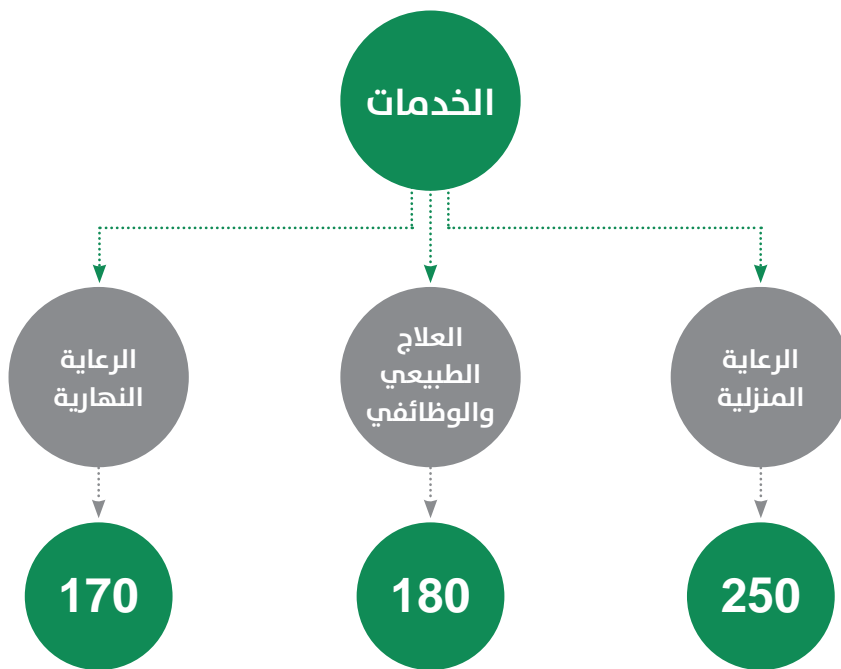 الخدمات
الرعاية
المنزلية
العلاج
الطبيعي
والوظائفي
الرعاية
النهارية
250
180
170